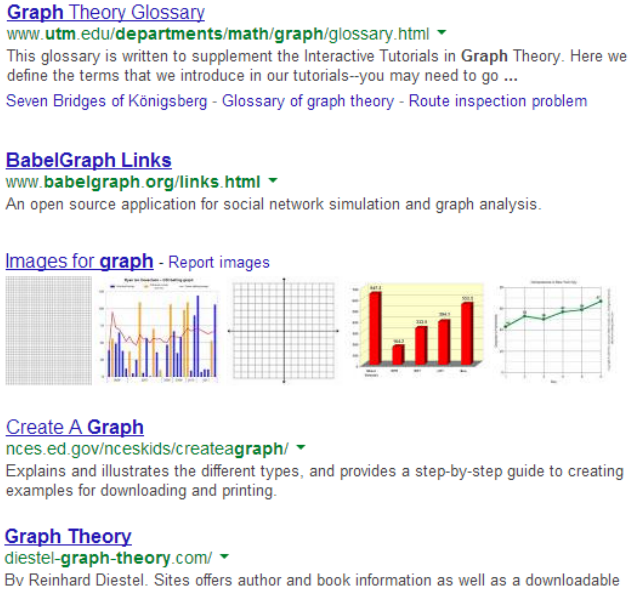 Graph Theory Glossary
www.utm.edu/departments/math/graph/glossary.html
This glossary is written to supplement the Interactive Tutorials in Graph Theory. Here we
define the terms that we introduce in our tutorials--you may need to go ...
Seven Bridges of Königsberg - Glossary of graph theory - Route inspection problem
BabelGraph Links
www.babelgraph.org/links.html
An open source application for social network simulation and graph analysis.
Images for graph - Report images
Create A Graph
nces.ed.gov/nceskids/createagraph/
Explains and illustrates the different types, and provides a step-by-step guide to creating
examples for downloading and printing.
Graph Theory
diestel-graph-theory.com/
By Reinhard Diestel. Sites offers author and book information as well as a downloadable